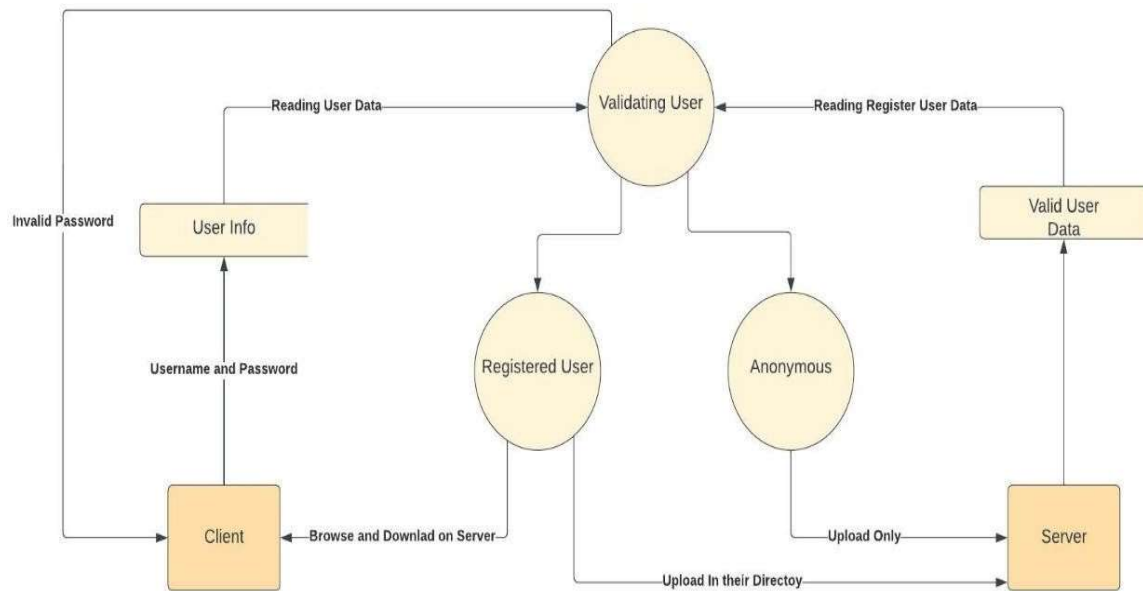 Validating User
Reading User Data
Reading Register User Data
Invalid Password
User Info
Valid User
Data
Username and Password
Registered User
Anonymous
Client
Browse and Downlad on Server
Upload Only
Server
Upload In their Directoy